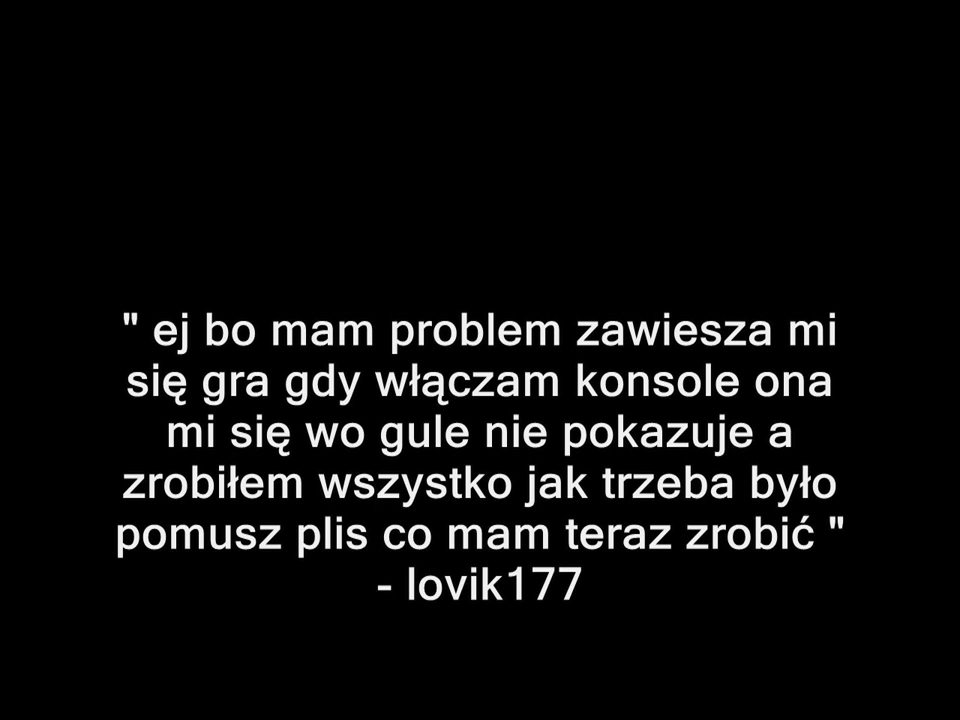 " ej bo mam problem zawiesza mi
się gra gdy włączam konsole ona
mi się wo gule nie pokazuje a
zrobiłem wszystko jak trzeba było
pomusz plis co mam teraz zrobić "
- lovik177